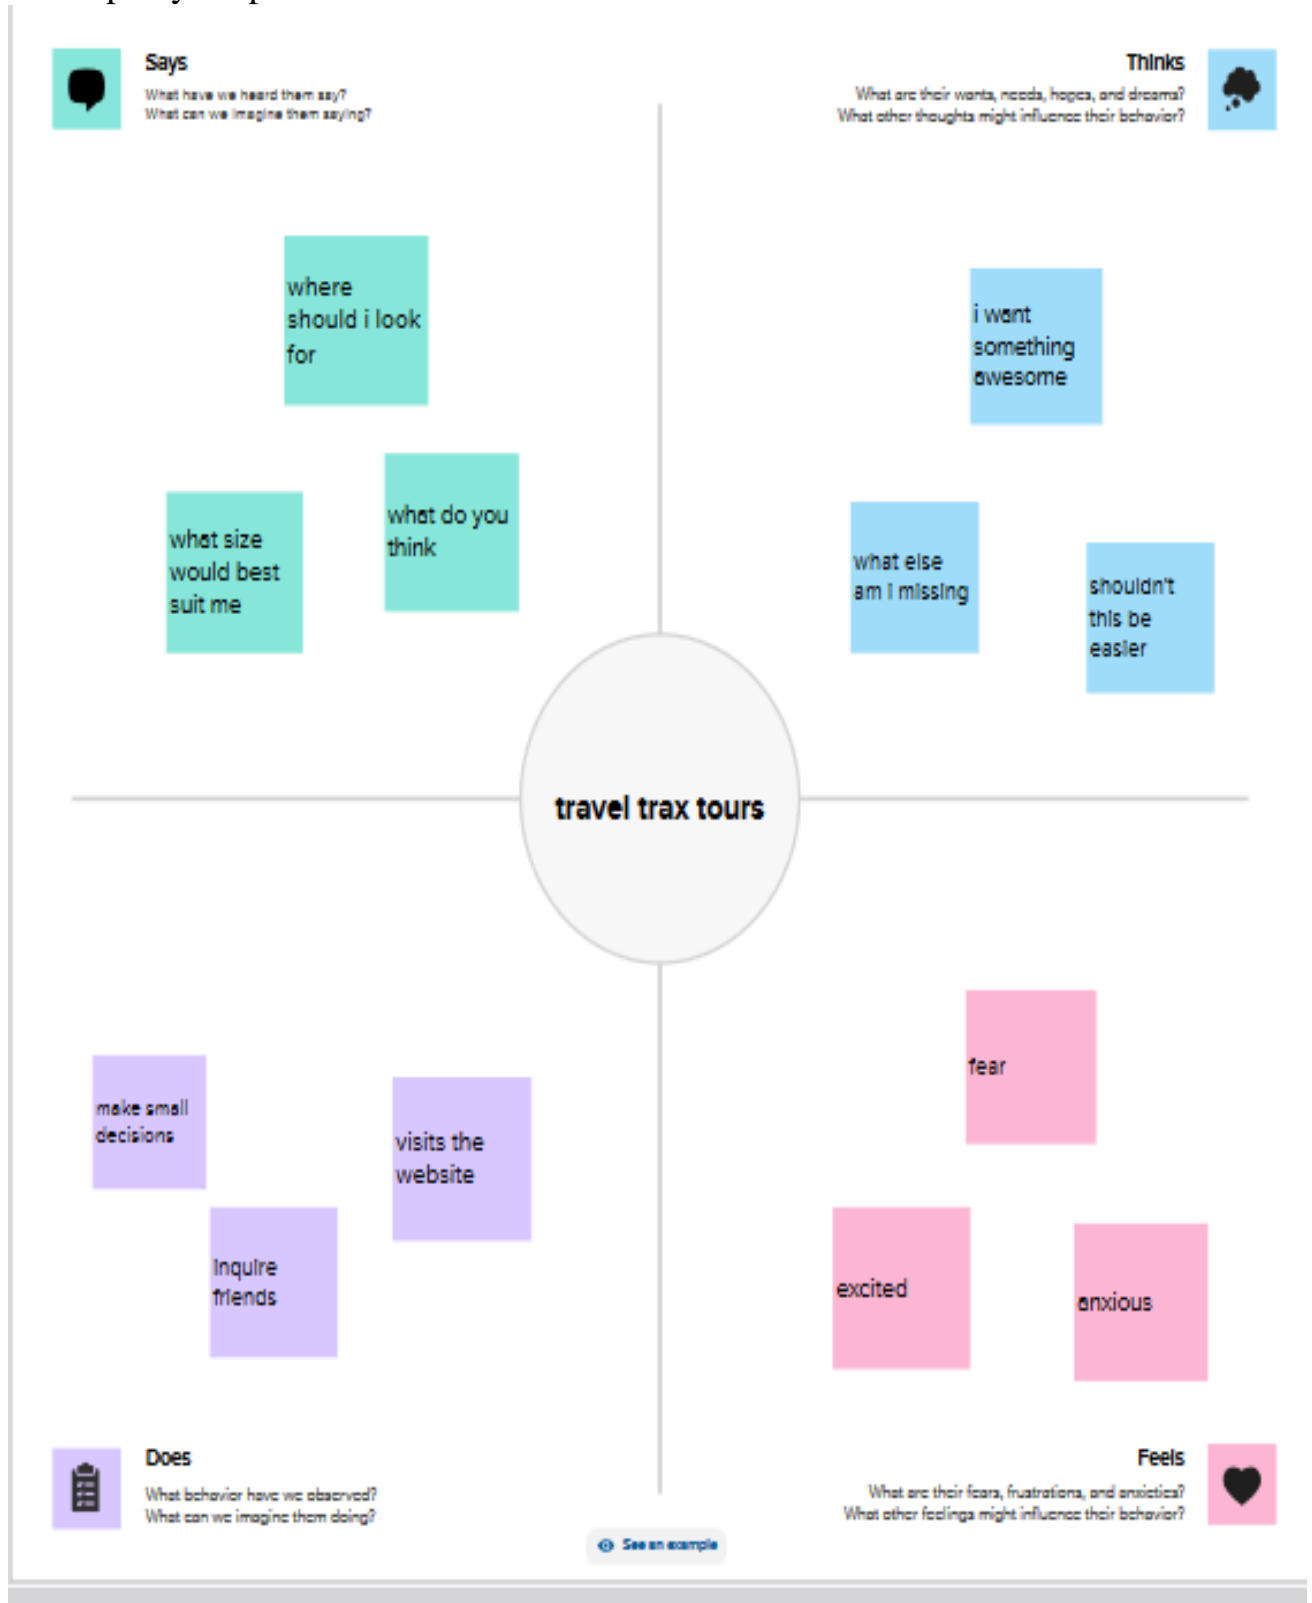 Says
What have we heard them say?
What can we imagine them saying?
Thinks
What are their wants, needs, hopes, and dreams?
What other thoughts might influence their behavior?
where
should i look
for
what size
would best
suit me
what do you
think
i want
something
awesome
what else
am i missing
shouldn't
this be
easier
travel trax tours
make small
decisions
visits the
website
inquire
friends
fear
excited
anxious
Does
What behavior have we observed?
What can we imagine them doing?
Feels
What are their fears, frustrations, and anxieties?
What other feelings might influence their behavior?
See an example